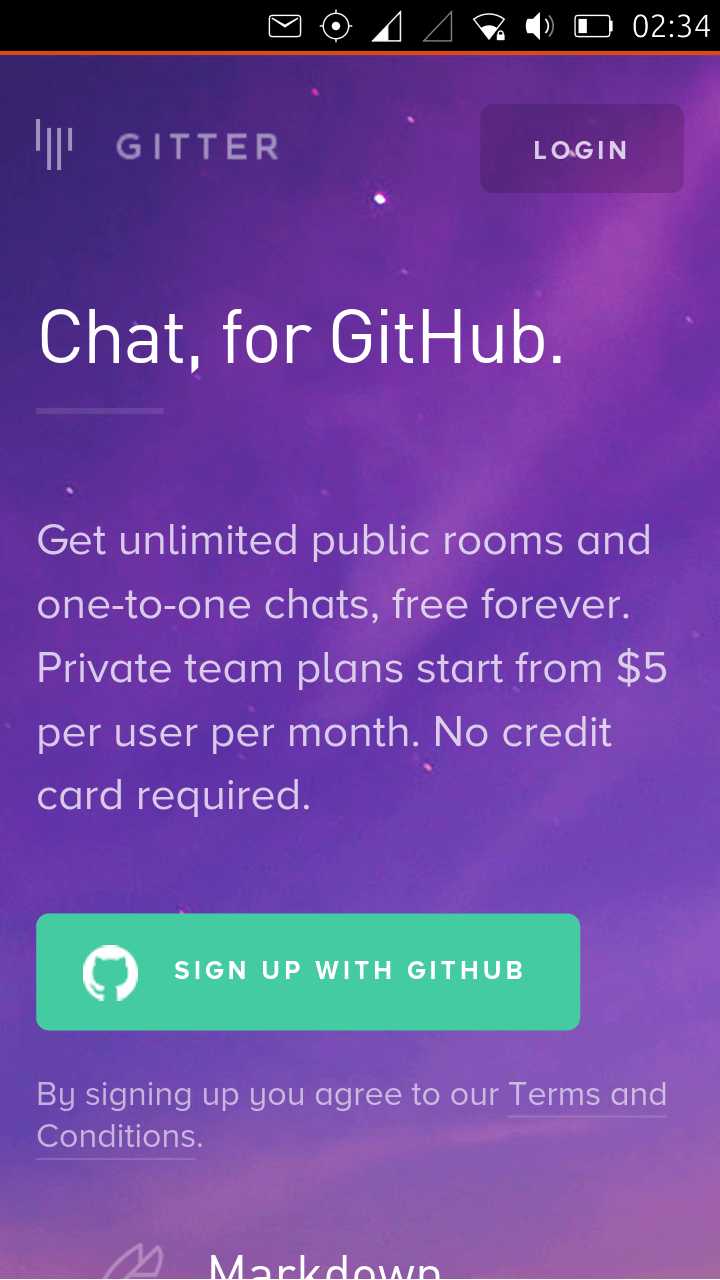 02:34
GITTER
LOGIN
Chat, for GitHub.
Get unlimited public rooms and
one-to-one chats, free forever.
Private team plans start from $5
per user per month. No credit
card required.
SIGN UP WITH GITHUB
By signing up you agree to our Terms and
Conditions.
Markdown